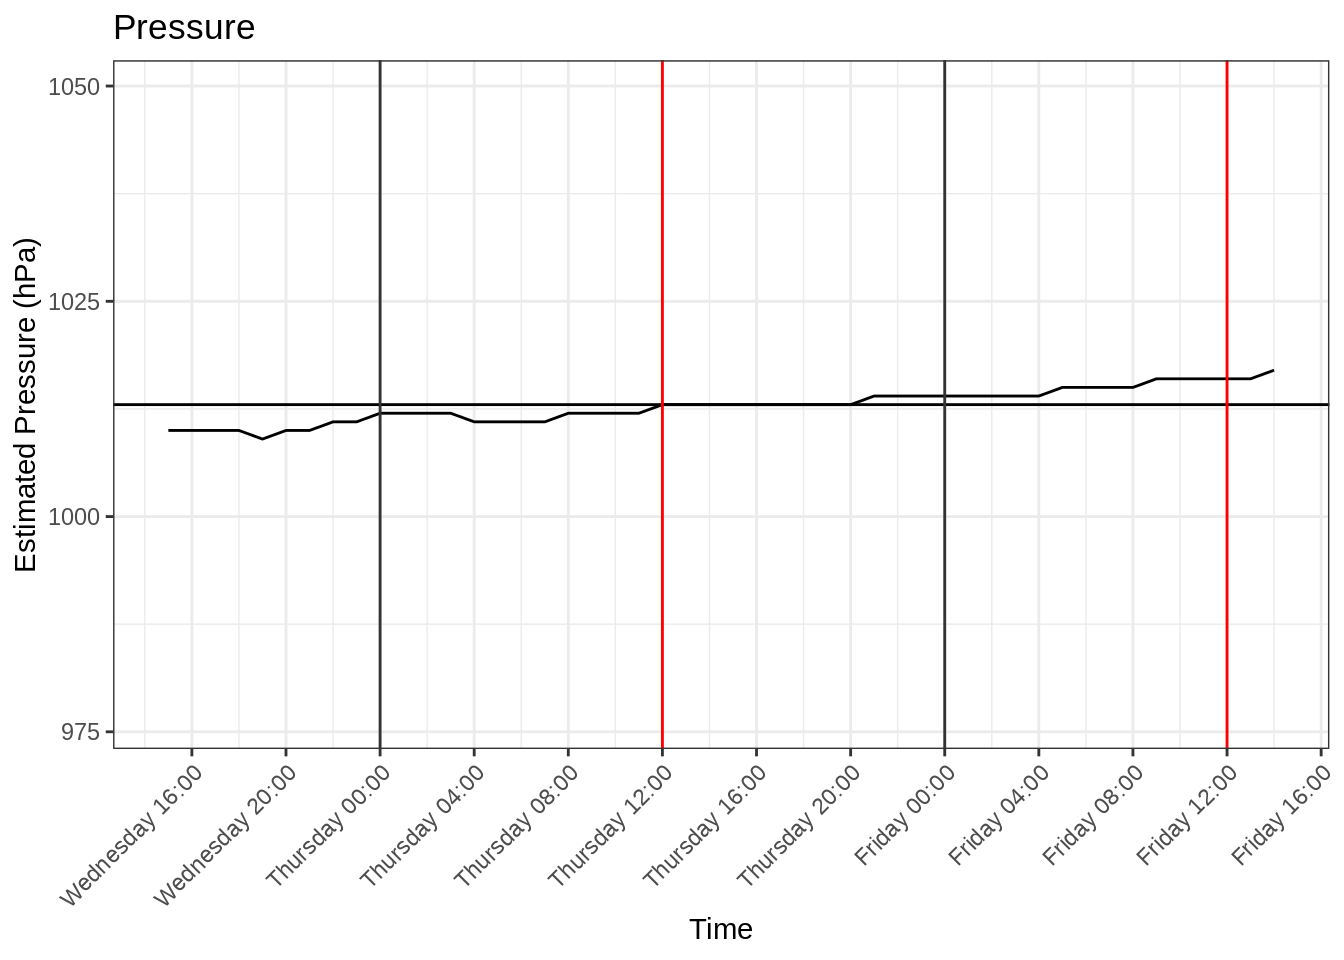 Pressure
Estimated Pressure (hPa)
1050
1025
1000
975
Wednesday 16:00
Wednesday 20:00
Thursday 00:00
Thursday 04:00
Thursday 08:00
Thursday 12:00
Thursday 16:00
Thursday 20:00
Friday 00:00
Friday 04:00
Friday 08:00
Friday 12:00
Friday 16:00
Time